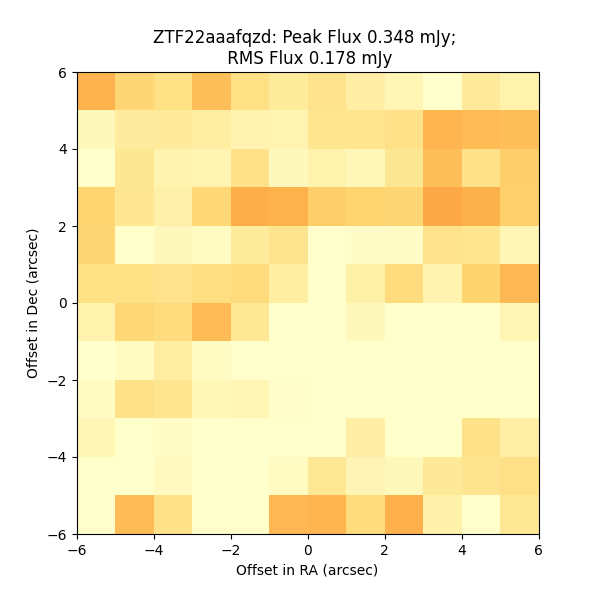 ZTF22aaafqzd: Peak Flux 0.348 mJy;
RMS Flux 0.178 mJy
6
4
2
0
−2
−4
−6
Offset in Dec (arcsec)
−6 −4 −2 0 2 4 6
Offset in RA (arcsec)